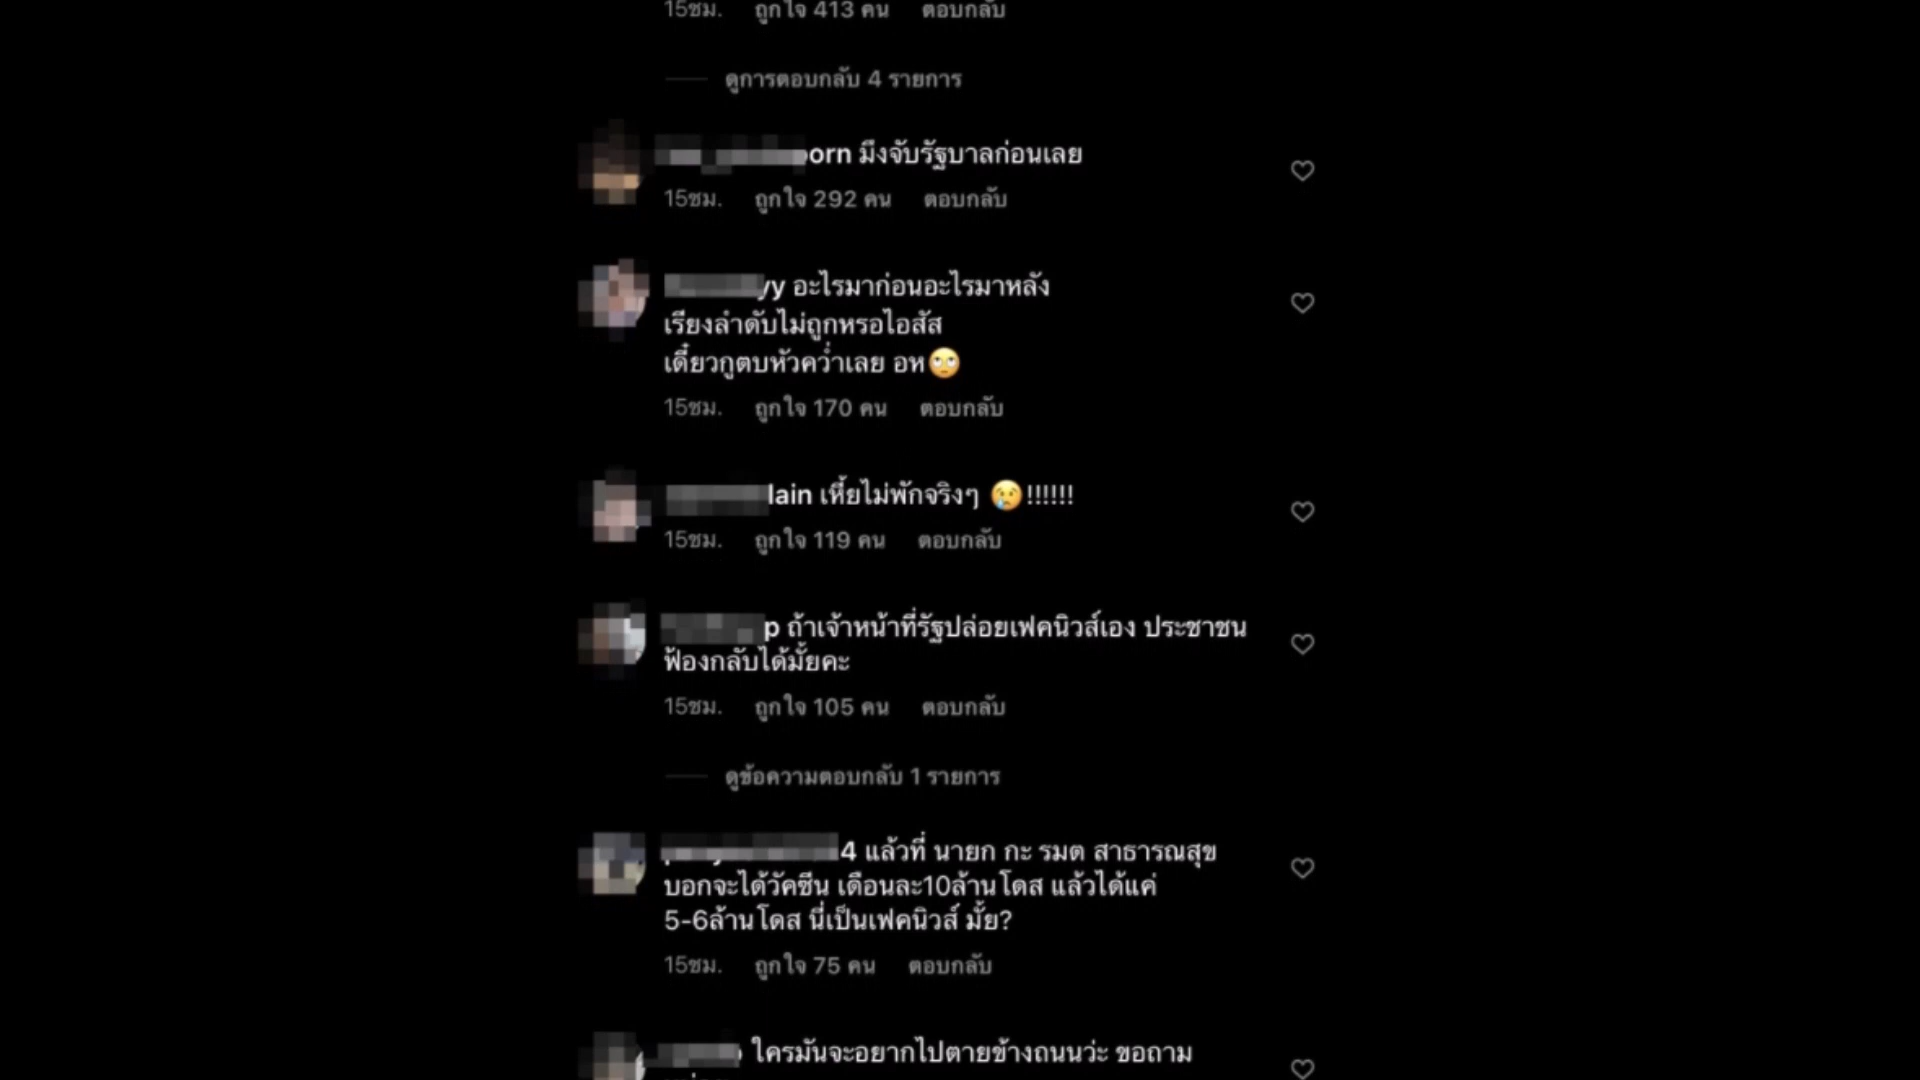 15ชม. ถูกใจ 413 คน ตอบกลับ
ดูการตอบกลับ 4 รายการ
orn มึงจับรัฐบาลก่อนเลย
15ชม. ถูกใจ 292 คน ตอบกลับ
yy อะไรมาก่อนอะไรมาหลัง
เรียงลำดับไม่ถูกหรอไอสัส
เดี๋ยวกูตบหัวคว่ำเลย อห🙄
15ชม. ถูกใจ 170 คน ตอบกลับ
lain เหี้ยไม่พักจริงๆ 😢!!!!!!
15ชม. ถูกใจ 119 คน ตอบกลับ
p ถ้าเจ้าหน้าที่รัฐปล่อยเฟคนิวส์เอง ประชาชน
ฟ้องกลับได้มั้ยคะ
15ชม. ถูกใจ 105 คน ตอบกลับ
ดูข้อความตอบกลับ 1 รายการ
4 แล้วที่ นายก กะ รมต สาธารณสุข
บอกจะได้วัคซีน เดือนละ10ล้านโดส แล้วได้แค่
5-6ล้านโดส นี่เป็นเฟคนิวส์ มั้ย?
15ชม. ถูกใจ 75 คน ตอบกลับ
ใครมันจะอยากไปตายข้างถนนว่ะ ขอถาม